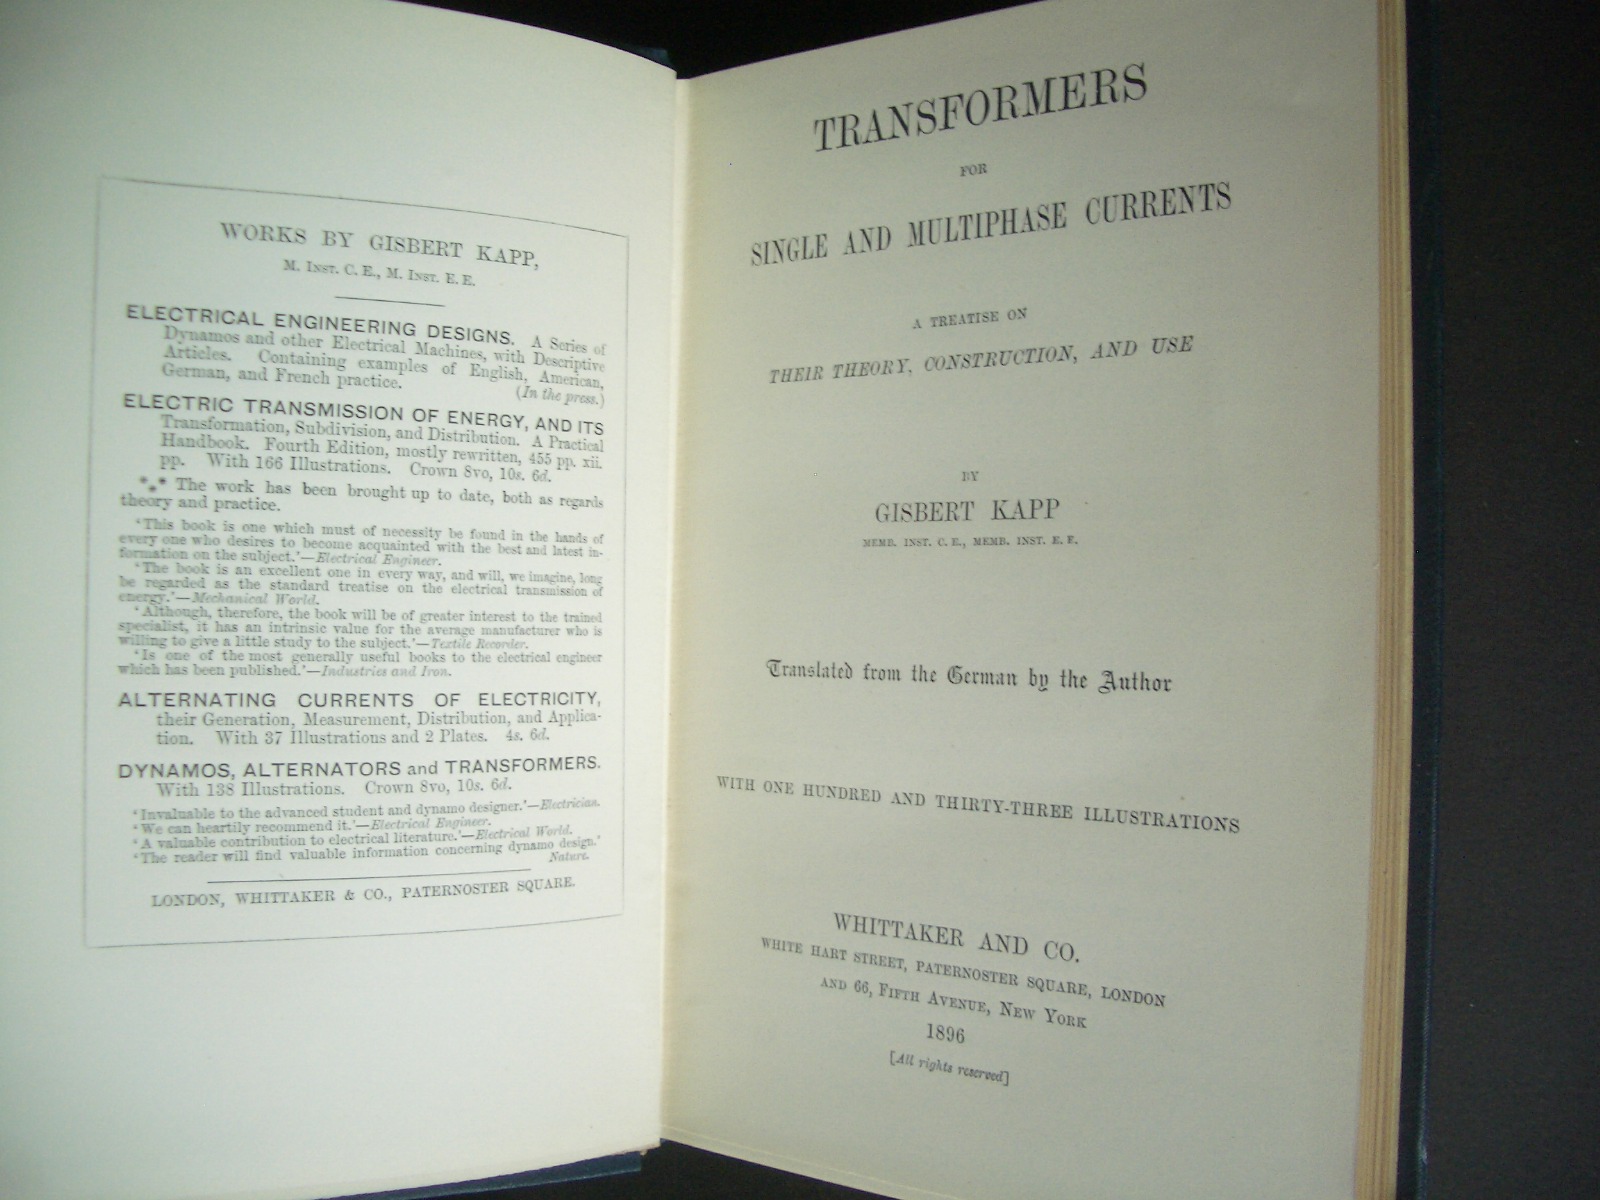 WORKS BY GISBERT KAPP,
M. INST. C. E., M. INST. E. E.
ELECTRICAL ENGINEERING DESIGNS. A Series of
Dynamos and other Electrical Machines, with Descriptive
Articles. Containing examples of English, American,
German, and French practice. (In the press.)
ELECTRIC TRANSMISSION OF ENERGY, AND ITS
Transformation, Subdivision, and Distribution. A Practical
Handbook. Fourth Edition, mostly rewritten, 455 pp. xii.
pp. With 166 Illustrations. Crown 8vo, 10s. 6d.
*** The work has been brought up to date, both as regards
theory and practice.
'This book is one which must of necessity be found in the hands of
every one who desires to become acquainted with the best and latest in-
formation on the subject.'—Electrical Engineer.
'The book is an excellent one in every way, and will, we imagine, long
be regarded as the standard treatise on the electrical transmission of
energy.'—Mechanical World.
'Although, therefore, the book will be of greater interest to the trained
specialist, it has an intrinsic value for the average manufacturer who is
willing to give a little study to the subject.'—Textile Recorder.
'Is one of the most generally useful books to the electrical engineer
which has been published.'—Industries and Iron.
ALTERNATING CURRENTS OF ELECTRICITY,
their Generation, Measurement, Distribution, and Applica-
tion. With 37 Illustrations and 2 Plates. 4s. 6d.
DYNAMOS, ALTERNATORS and TRANSFORMERS.
With 138 Illustrations. Crown 8vo, 10s. 6d.
'Invaluable to the advanced student and dynamo designer.'—Electrician.
'We can heartily recommend it.'—Electrical Engineer.
'A valuable contribution to electrical literature.'—Electrical World.
'The reader will find valuable information concerning dynamo design.'
Nature.
LONDON, WHITTAKER & CO., PATERNOSTER SQUARE.
TRANSFORMERS
FOR
SINGLE AND MULTIPHASE CURRENTS
A TREATISE ON
THEIR THEORY, CONSTRUCTION, AND USE
BY
GISBERT KAPP
MEMB. INST. C. E., MEMB. INST. E. E.
Translated from the German by the Author
WITH ONE HUNDRED AND THIRTY-THREE ILLUSTRATIONS
WHITTAKER AND CO.
WHITE HART STREET, PATERNOSTER SQUARE, LONDON
AND 66, FIFTH AVENUE, NEW YORK
1896
[All rights reserved]